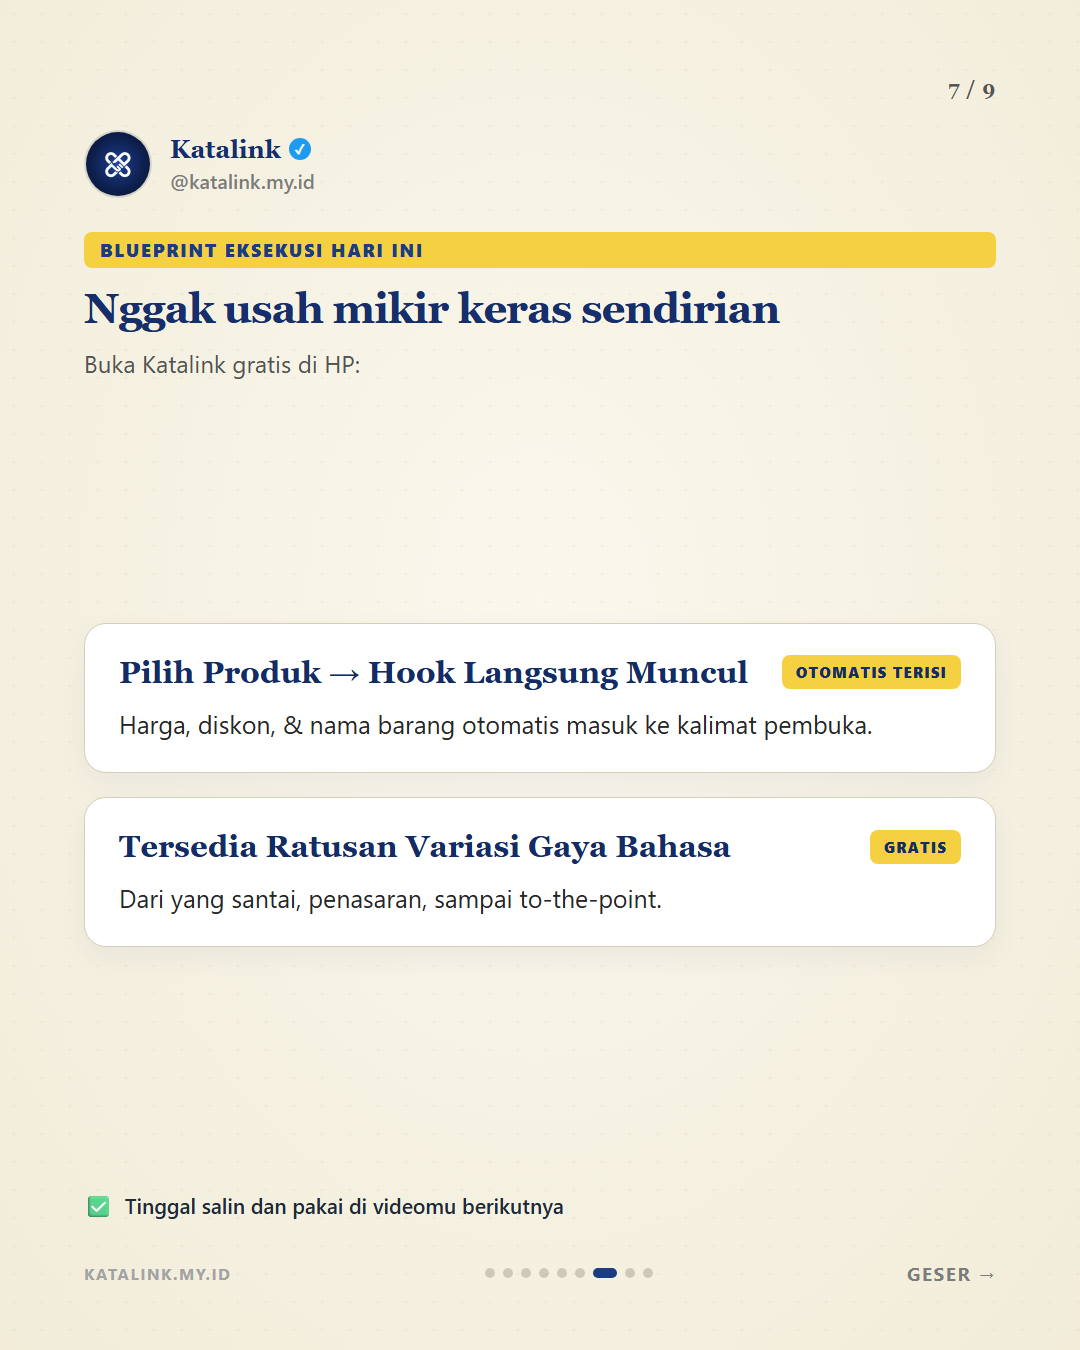 7 / 9
Katalink
@katalink.my.id
BLUEPRINT EKSEKUSI HARI INI
Nggak usah mikir keras sendirian
Buka Katalink gratis di HP:
Pilih Produk → Hook Langsung Muncul
OTOMATIS TERISI
Harga, diskon, & nama barang otomatis masuk ke kalimat pembuka.
Tersedia Ratusan Variasi Gaya Bahasa
GRATIS
Dari yang santai, penasaran, sampai to-the-point.
✅ Tinggal salin dan pakai di videomu berikutnya
KATALINK.MY.ID
GESER →